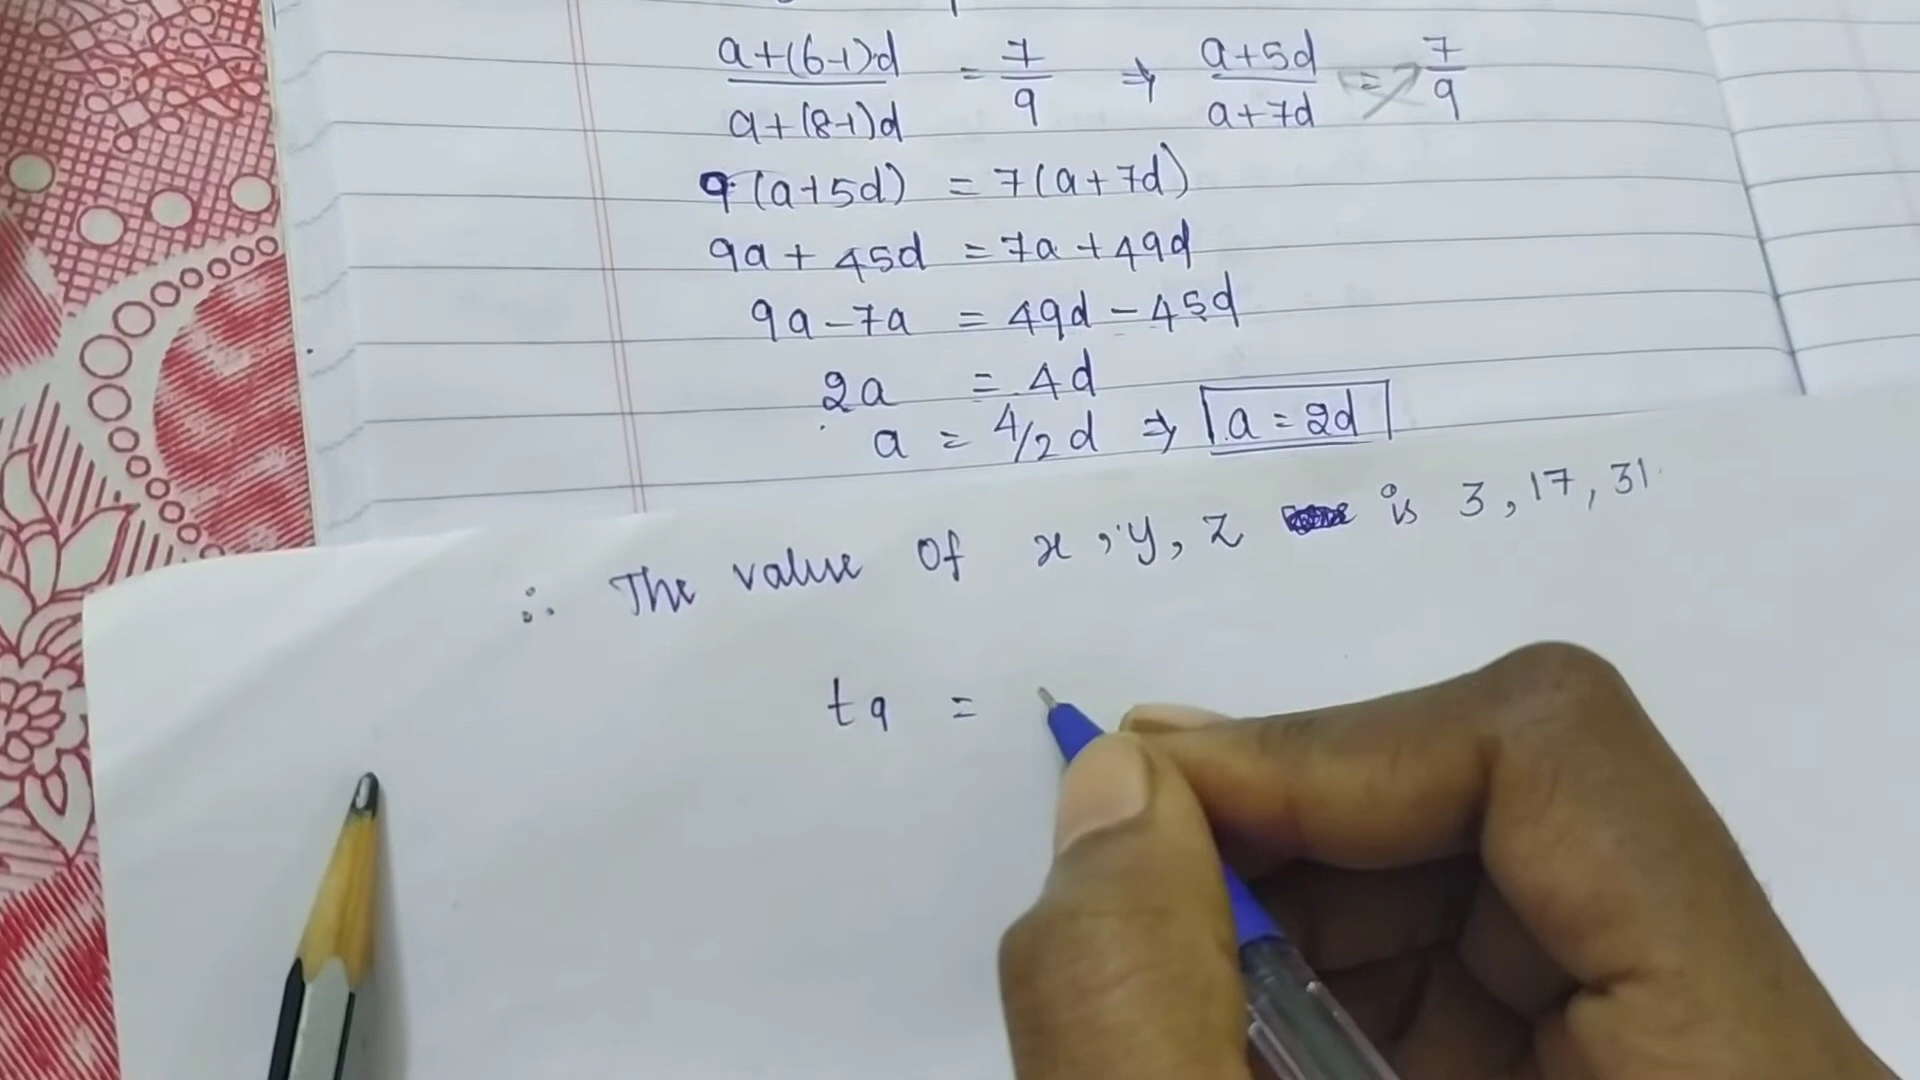 a+(6-1)d/a+(8-1)d = 7/9 ⇒ a+5d/a+7d = 7/9
9(a+5d) = 7(a+7d)
9a + 45d = 7a + 49d
9a-7a = 49d - 45d
2a = 4d
a = 4/2 d ⇒ a = 2d
∴ The value of x, y, z is 3, 17, 31.
t9 =